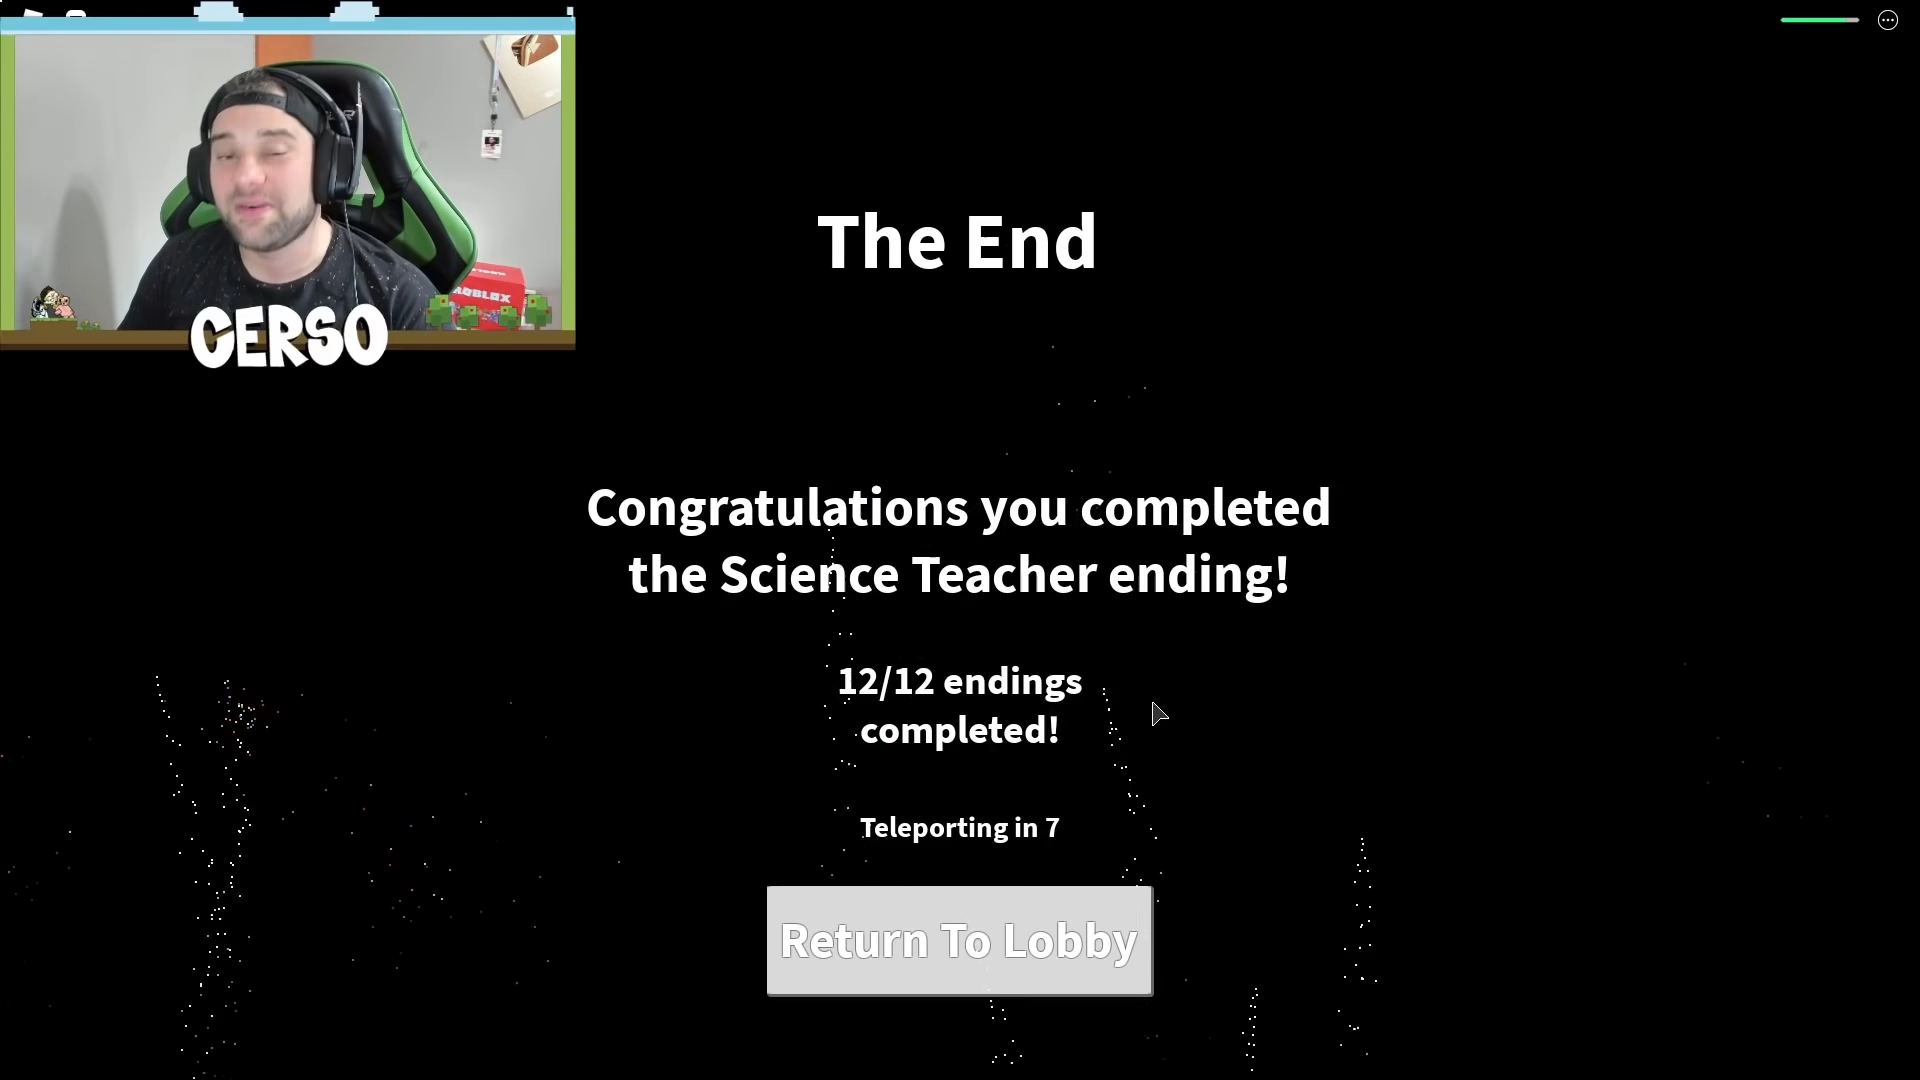 CERSO
ROBLOX
The End
Congratulations you completed
the Science Teacher ending!
12/12 endings
completed!
Teleporting in 7
Return To Lobby